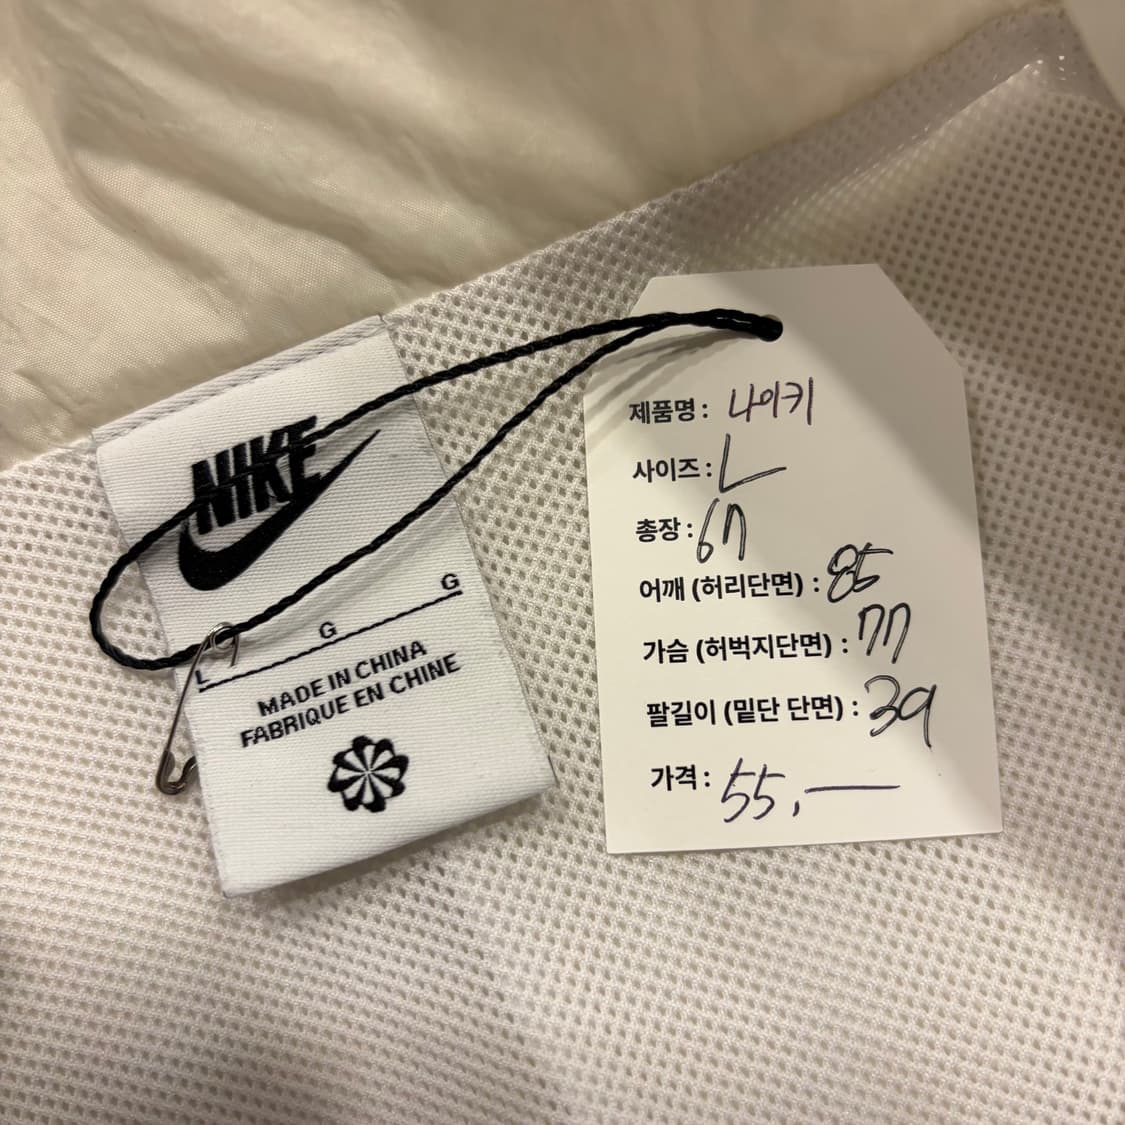 NIKE
L G G
MADE IN CHINA
FABRIQUE EN CHINE
제품명: 나이키
사이즈: L
총장: 67
어깨 (허리단면) : 85
가슴 (허벅지단면) : 77
팔길이 (밑단 단면) : 39
가격: 55,—